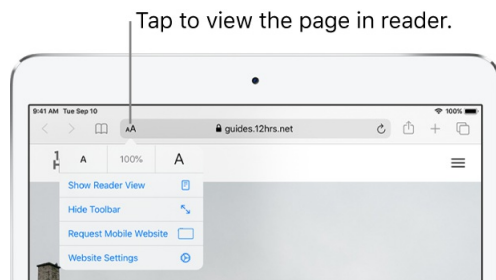 Tap to view the page in reader.
9:41 AM Tue Sep 10
100%
AA
guides.12hrs.net
A 100% A
Show Reader View
Hide Toolbar
Request Mobile Website
Website Settings